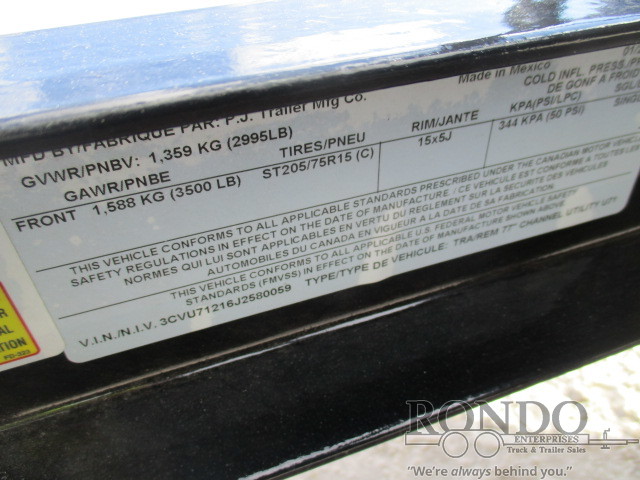 MFD BY/FABRIQUE PAR: P.J. Trailer Mfg Co.
Made in Mexico
GVWR/PNBV: 1,359 KG (2995LB)
COLD INFL. PRESS./
DE GONF A FROID
GAWR/PNBE
TIRES/PNEU
RIM/JANTE
KPA(PSI/LPC)
SGL
FRONT 1,588 KG (3500 LB)
ST205/75R15 (C)
15x5J
344 KPA (50 PSI)
THIS VEHICLE CONFORMS TO ALL APPLICABLE STANDARDS PRESCRIBED UNDER THE CANADIAN MOTOR VEHICLE
SAFETY REGULATIONS IN EFFECT ON THE DATE OF MANUFACTURE / CE VEHICULE EST CONFORME A TOUTES LES
NORMES QUI LUI SONT APPLICABLES EN VERTU DU REGLEMENT SUR LA SECURITE DES VEHICULES
AUTOMOBILES DU CANADA EN VIGUEUR A LA DATE DE SA FABRICATION
THIS VEHICLE CONFORMS TO ALL APPLICABLE U.S. FEDERAL MOTOR VEHICLE SAFETY
STANDARDS (FMVSS) IN EFFECT ON THE DATE OF MANUFACTURE SHOWN ABOVE
V.I.N./N.I.V. 3CVU71216J2580059 TYPE/TYPE DE VEHICULE: TRA/REM 77" CHANNEL UTILITY UT7
RONDO
ENTERPRISES
Truck & Trailer Sales
"We're always behind you."